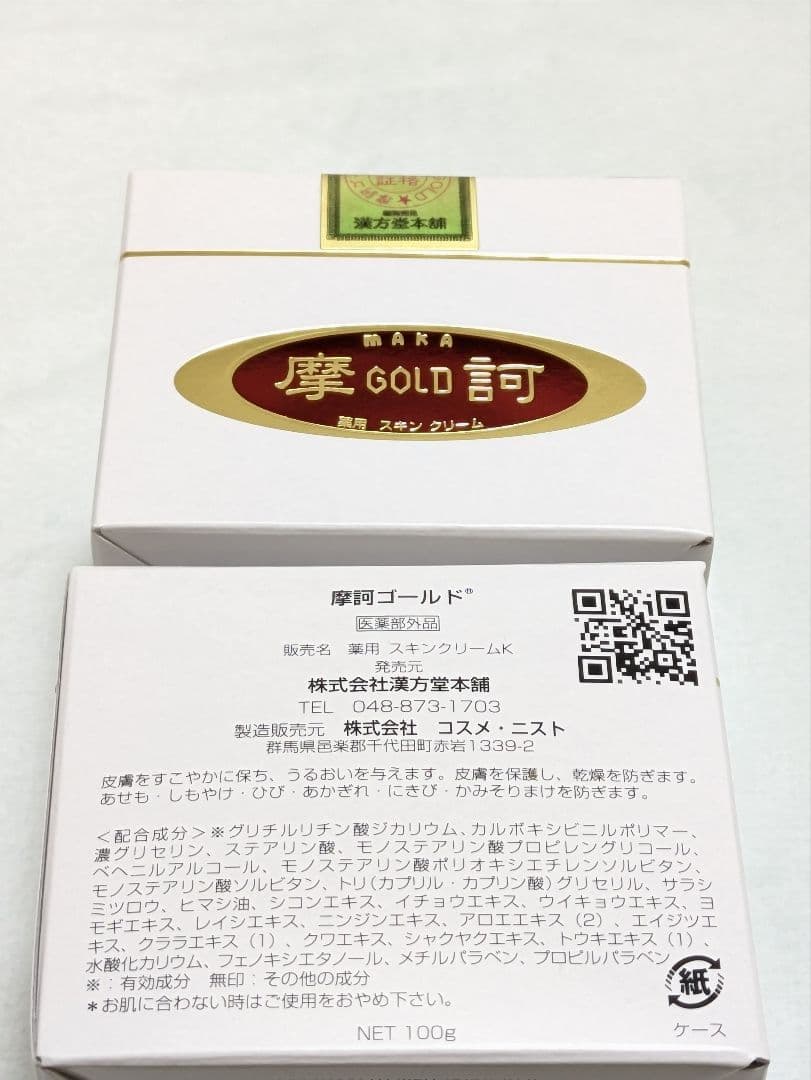 GOLD★摩訶
証格
漢方堂本舗
MAKA
摩 GOLD 訶
薬用 スキン クリーム
摩訶ゴールド®
医薬部外品
販売名 薬用 スキンクリームK
発売元
株式会社漢方堂本舗
TEL 048-873-1703
製造販売元 株式会社 コスメ・ニスト
群馬県邑楽郡千代田町赤岩1339-2
皮膚をすこやかに保ち、うるおいを与えます。皮膚を保護し、乾燥を防ぎます。
あせも・しもやけ・ひび・あかぎれ・にきび・かみそりまけを防ぎます。
＜配合成分＞※グリチルリチン酸ジカリウム、カルボキシビニルポリマー、
濃グリセリン、ステアリン酸、モノステアリン酸プロピレングリコール、
ベヘニルアルコール、モノステアリン酸ポリオキシエチレンソルビタン、
モノステアリン酸ソルビタン、トリ（カプリル・カプリン酸）グリセリル、サラシ
ミツロウ、ヒマシ油、シコンエキス、イチョウエキス、ウイキョウエキス、ヨ
モギエキス、レイシエキス、ニンジンエキス、アロエエキス（2）、エイジツエ
キス、クララエキス（1）、クワエキス、シャクヤクエキス、トウキエキス（1）、
水酸化カリウム、フェノキシエタノール、メチルパラベン、プロピルパラベン
※：有効成分 無印：その他の成分
＊お肌に合わない時はご使用をおやめ下さい。
NET 100g
紙
ケース